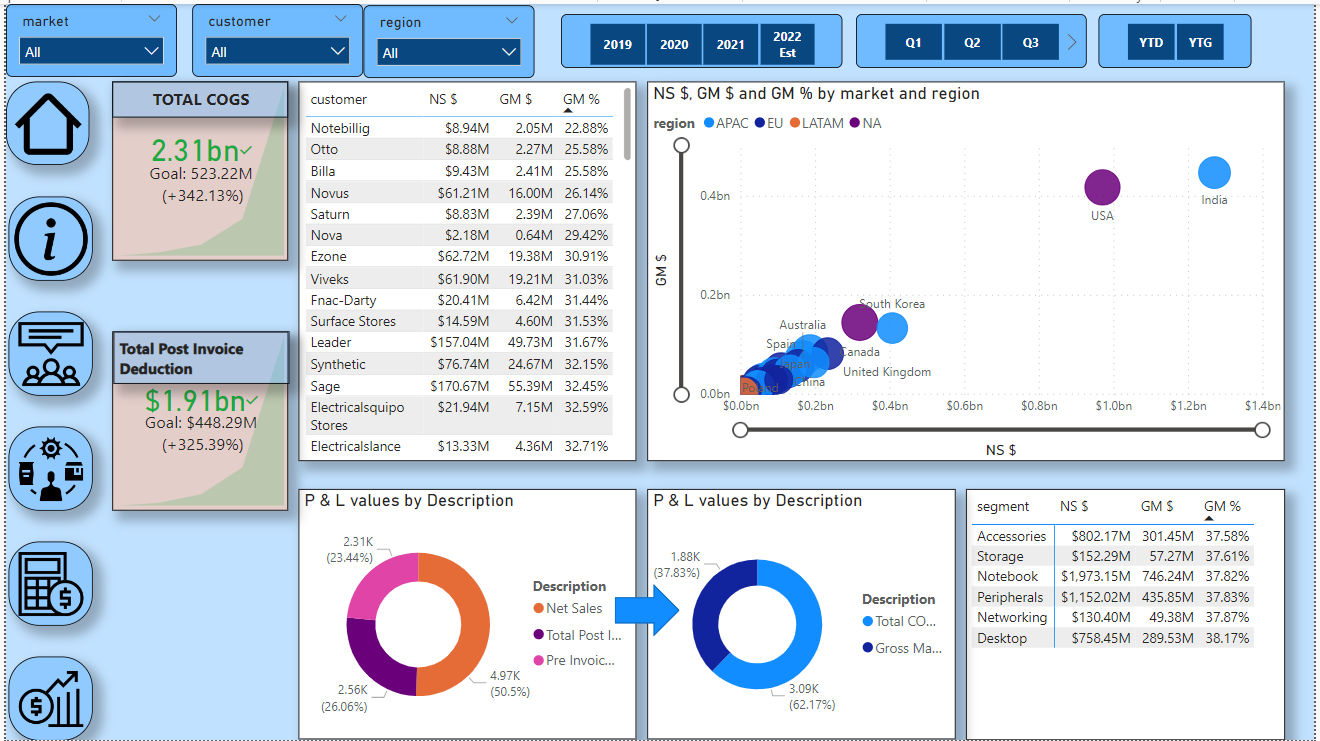 market
All
customer
All
region
All
2019
2020
2021
2022
Est
Q1
Q2
Q3
YTD
YTG
TOTAL COGS
2.31bn
Goal: 523.22M
(+342.13%)
Total Post Invoice
Deduction
$1.91bn
Goal: $448.29M
(+325.39%)
customer NS $ GM $ GM %
Notebillig $8.94M 2.05M 22.88%
Otto $8.88M 2.27M 25.58%
Billa $9.43M 2.41M 25.58%
Novus $61.21M 16.00M 26.14%
Saturn $8.83M 2.39M 27.06%
Nova $2.18M 0.64M 29.42%
Ezone $62.72M 19.38M 30.91%
Viveks $61.90M 19.21M 31.03%
Fnac-Darty $20.41M 6.42M 31.44%
Surface Stores $14.59M 4.60M 31.53%
Leader $157.04M 49.73M 31.67%
Synthetic $76.74M 24.67M 32.15%
Sage $170.67M 55.39M 32.45%
Electricalsquipo $21.94M 7.15M 32.59%
Stores
Electricalslance $13.33M 4.36M 32.71%
NS $, GM $ and GM % by market and region
region APAC EU LATAM NA
GM $
0.4bn
0.2bn
0.0bn
India
USA
South Korea
Australia
Spain
Canada
Japan
United Kingdom
China
Poland
$0.0bn $0.2bn $0.4bn $0.6bn $0.8bn $1.0bn $1.2bn $1.4bn
NS $
P & L values by Description
2.31K
(23.44%)
2.56K
(26.06%)
4.97K
(50.5%)
Description
Net Sales
Total Post I...
Pre Invoic...
P & L values by Description
1.88K
(37.83%)
3.09K
(62.17%)
Description
Total CO...
Gross Ma...
segment NS $ GM $ GM %
Accessories $802.17M 301.45M 37.58%
Storage $152.29M 57.27M 37.61%
Notebook $1,973.15M 746.24M 37.82%
Peripherals $1,152.02M 435.85M 37.83%
Networking $130.40M 49.38M 37.87%
Desktop $758.45M 289.53M 38.17%